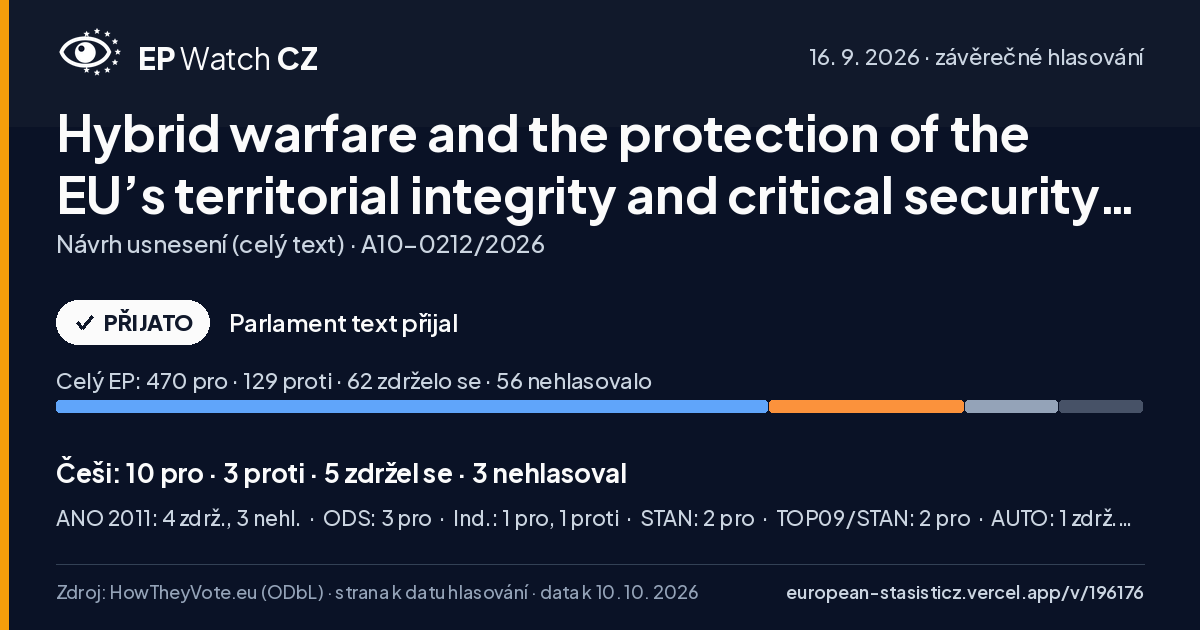 EP Watch CZ
16. 9. 2026 · závěrečné hlasování
Hybrid warfare and the protection of the
EU’s territorial integrity and critical security…
Návrh usnesení (celý text) · A10-0212/2026
✓ PŘIJATO
Parlament text přijal
Celý EP: 470 pro · 129 proti · 62 zdrželo se · 56 nehlasovalo
Češi: 10 pro · 3 proti · 5 zdržel se · 3 nehlasoval
ANO 2011: 4 zdrž., 3 nehl. · ODS: 3 pro · Ind.: 1 pro, 1 proti · STAN: 2 pro · TOP09/STAN: 2 pro · AUTO: 1 zdrž.…
Zdroj: HowTheyVote.eu (ODbL) · strana k datu hlasování · data k 10. 10. 2026
european-stasisticz.vercel.app/v/196176